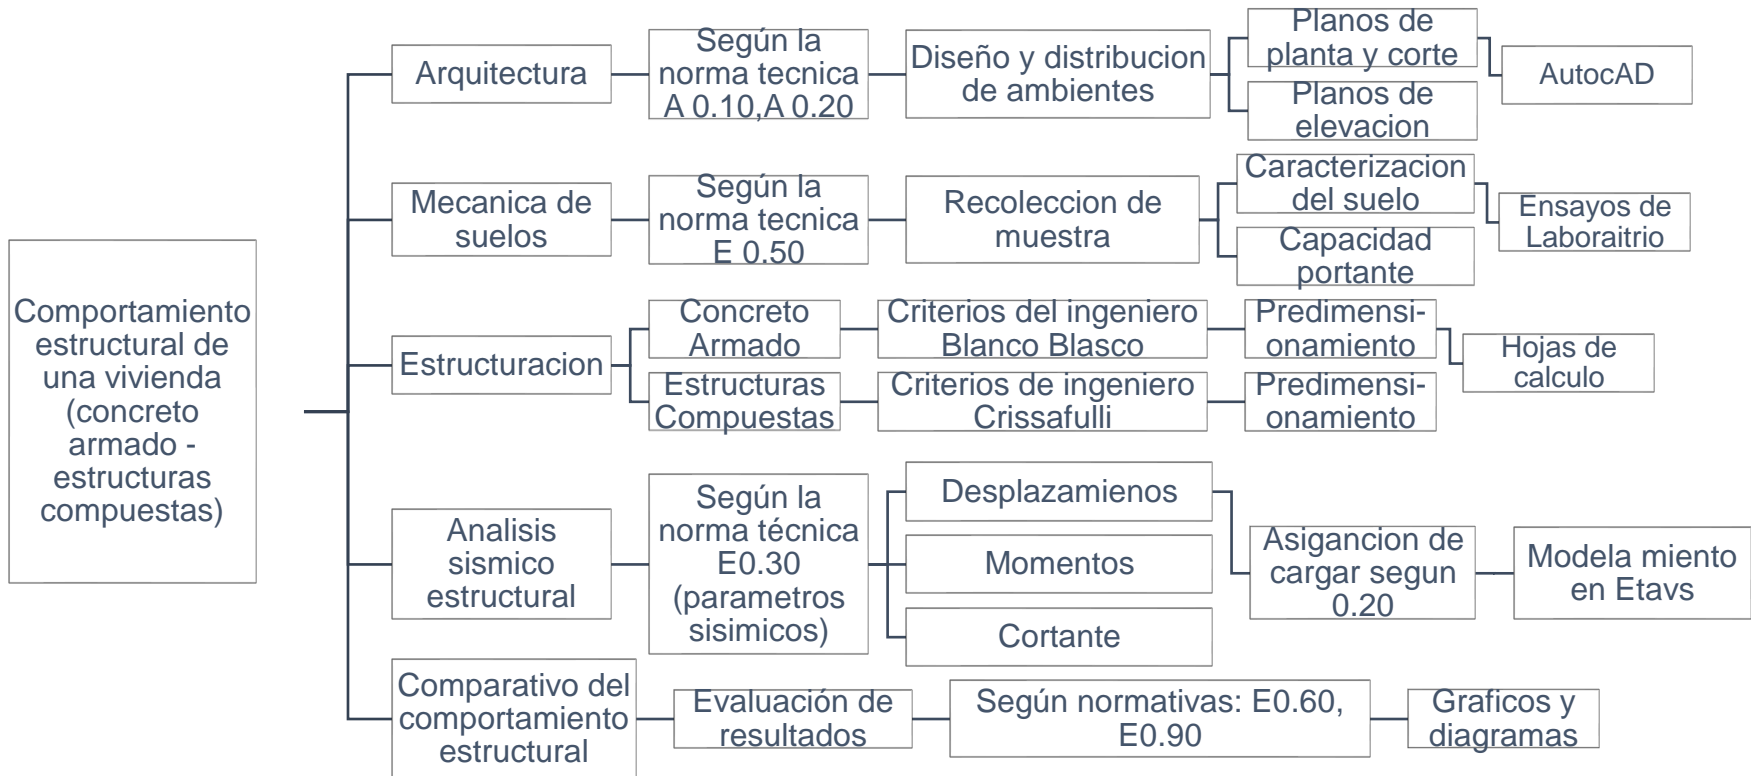 Comportamiento
estructural de
una vivienda
(concreto
armado -
estructuras
compuestas)
Arquitectura
Según la
norma tecnica
A 0.10,A 0.20
Diseño y distribucion
de ambientes
Planos de
planta y corte
Planos de
elevacion
AutocAD
Mecanica de
suelos
Según la
norma tecnica
E 0.50
Recoleccion de
muestra
Caracterizacion
del suelo
Capacidad
portante
Ensayos de
Laboraitrio
Estructuracion
Concreto
Armado
Criterios del ingeniero
Blanco Blasco
Predimensi-
onamiento
Estructuras
Compuestas
Criterios de ingeniero
Crissafulli
Predimensi-
onamiento
Hojas de
calculo
Analisis
sismico
estructural
Según la
norma técnica
E0.30
(parametros
sisimicos)
Desplazamienos
Momentos
Cortante
Asigancion de
cargar segun
0.20
Modela miento
en Etavs
Comparativo del
comportamiento
estructural
Evaluación de
resultados
Según normativas: E0.60,
E0.90
Graficos y
diagramas